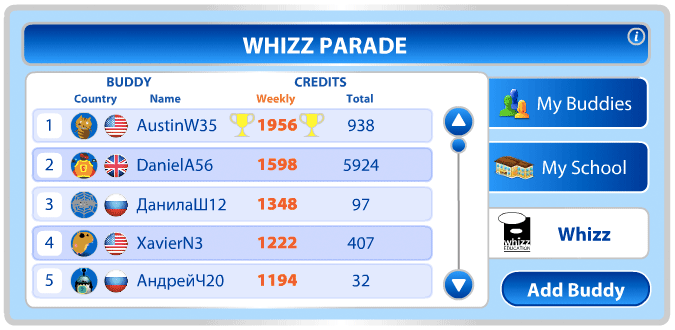 WHIZZ PARADE
i
BUDDY CREDITS
Country Name Weekly Total
1 AustinW35 1956 938
2 DanielA56 1598 5924
3 ДанилаШ12 1348 97
4 XavierN3 1222 407
5 АндрейЧ20 1194 32
My Buddies
My School
whizz
EDUCATION
Whizz
Add Buddy